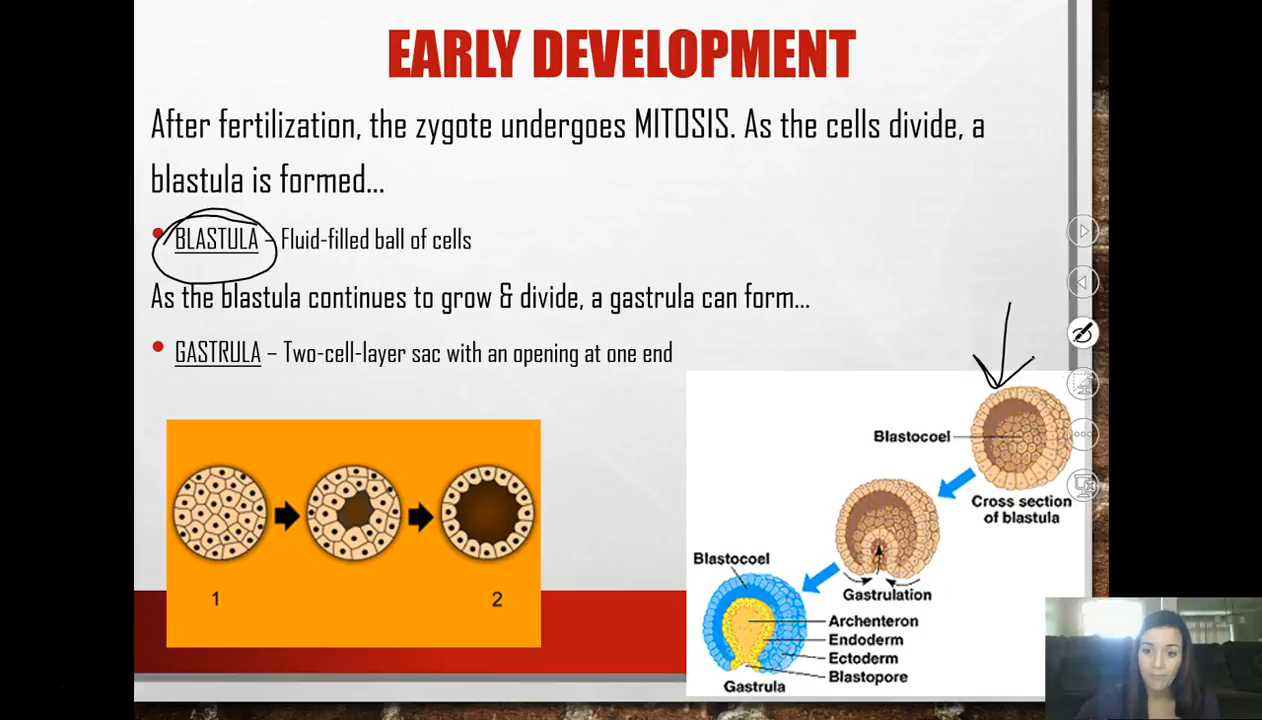 EARLY DEVELOPMENT
After fertilization, the zygote undergoes MITOSIS. As the cells divide, a
blastula is formed...
• BLASTULA – Fluid-filled ball of cells
As the blastula continues to grow & divide, a gastrula can form...
• GASTRULA – Two-cell-layer sac with an opening at one end
1
2
Blastocoel
Cross section
of blastula
Gastrulation
Blastocoel
Archenteron
Endoderm
Ectoderm
Blastopore
Gastrula